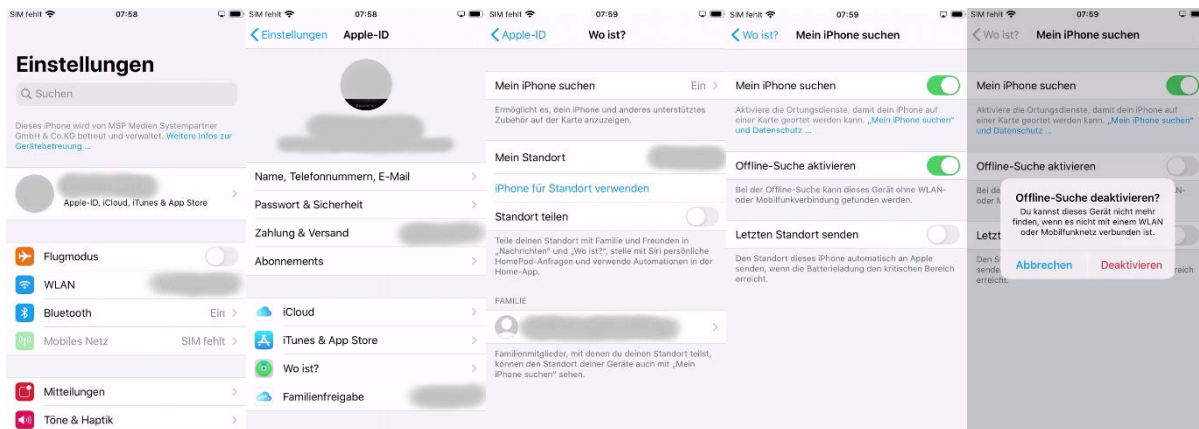 SIM fehlt 07:58
Einstellungen
Suchen
Dieses iPhone wird von MSP Medien Systempartner
GmbH & Co.KG betreut und verwaltet. Weitere Infos zur
Gerätebetreuung ...
Apple-ID, iCloud, iTunes & App Store
Flugmodus
WLAN
Bluetooth Ein
Mobiles Netz SIM fehlt
Mitteilungen
Töne & Haptik
SIM fehlt 07:58
Einstellungen Apple-ID
Name, Telefonnummern, E-Mail
Passwort & Sicherheit
Zahlung & Versand
Abonnements
iCloud
iTunes & App Store
Wo ist?
Familienfreigabe
SIM fehlt 07:59
Apple-ID Wo ist?
Mein iPhone suchen Ein
Ermöglicht es, dein iPhone und anderes unterstütztes
Zubehör auf der Karte anzuzeigen.
Mein Standort
iPhone für Standort verwenden
Standort teilen
Teile deinen Standort mit Familie und Freunden in
„Nachrichten“ und „Wo ist?“, stelle mit Siri persönliche
HomePod-Anfragen und verwende Automationen in der
Home-App.
FAMILIE
Familienmitglieder, mit denen du deinen Standort teilst,
können den Standort deiner Geräte auch mit „Mein
iPhone suchen“ sehen.
SIM fehlt 07:59
Wo ist? Mein iPhone suchen
Mein iPhone suchen
Aktiviere die Ortungsdienste, damit dein iPhone auf
einer Karte geortet werden kann. „Mein iPhone suchen“
und Datenschutz ...
Offline-Suche aktivieren
Bei der Offline-Suche kann dieses Gerät ohne WLAN-
oder Mobilfunkverbindung gefunden werden.
Letzten Standort senden
Den Standort dieses iPhone automatisch an Apple
senden, wenn die Batterieladung den kritischen Bereich
erreicht.
SIM fehlt 07:59
Wo ist? Mein iPhone suchen
Mein iPhone suchen
Aktiviere die Ortungsdienste, damit dein iPhone auf
einer Karte geortet werden kann. „Mein iPhone suchen“
und Datenschutz ...
Offline-Suche aktivieren
Offline-Suche deaktivieren?
Du kannst dieses Gerät nicht mehr
finden, wenn es nicht mit einem WLAN
oder Mobilfunknetz verbunden ist.
Abbrechen Deaktivieren
erreicht.